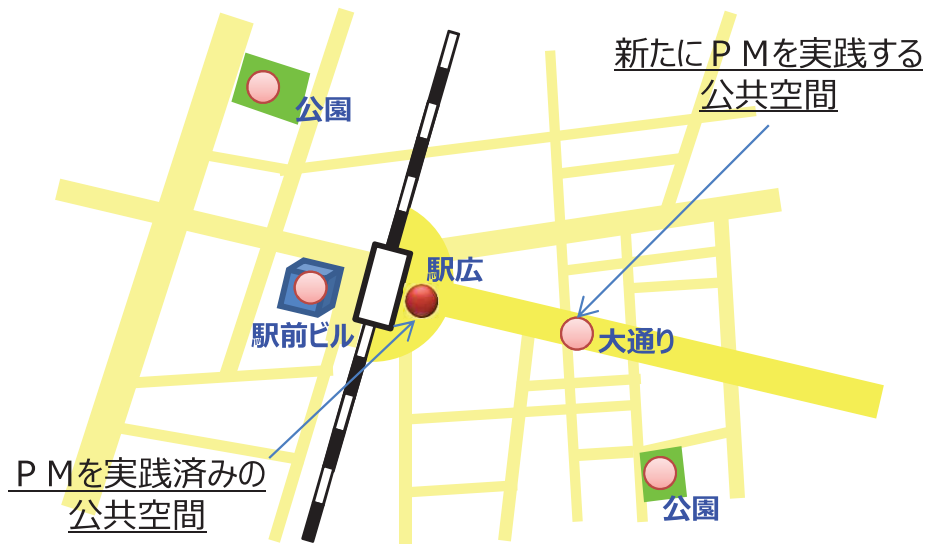 新たにＰＭを実践する
公共空間
公園
駅広
駅前ビル
大通り
ＰＭを実践済みの
公共空間
公園